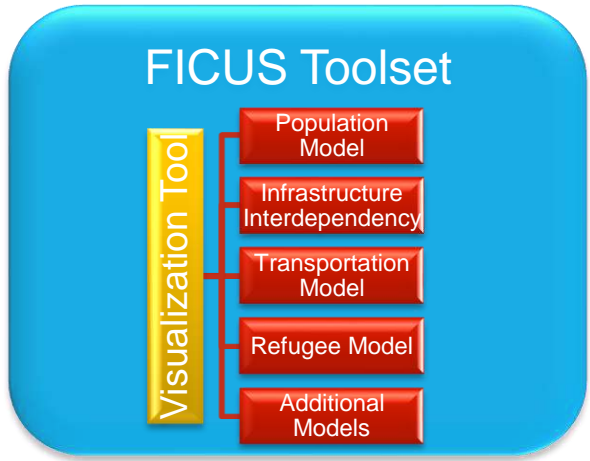 FICUS Toolset
Visualization Tool
Population
Model
Infrastructure
Interdependency
Transportation
Model
Refugee Model
Additional
Models